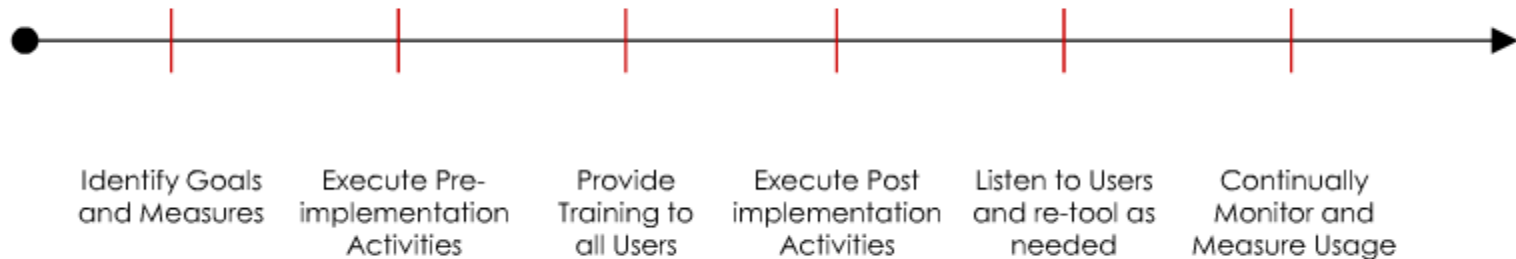 Identify Goals
and Measures
Execute Pre-
implementation
Activities
Provide
Training to
all Users
Execute Post
implementation
Activities
Listen to Users
and re-tool as
needed
Continually
Monitor and
Measure Usage